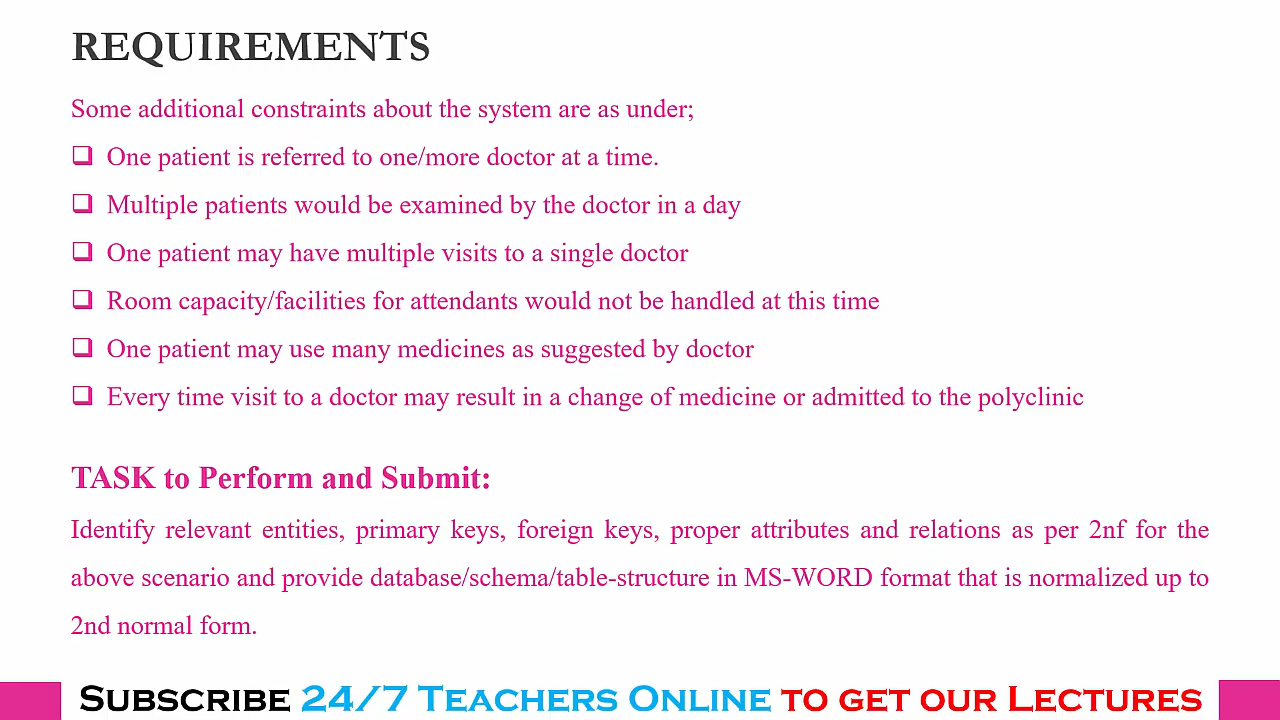 REQUIREMENTS
Some additional constraints about the system are as under;
❑ One patient is referred to one/more doctor at a time.
❑ Multiple patients would be examined by the doctor in a day
❑ One patient may have multiple visits to a single doctor
❑ Room capacity/facilities for attendants would not be handled at this time
❑ One patient may use many medicines as suggested by doctor
❑ Every time visit to a doctor may result in a change of medicine or admitted to the polyclinic
TASK to Perform and Submit:
Identify relevant entities, primary keys, foreign keys, proper attributes and relations as per 2nf for the
above scenario and provide database/schema/table-structure in MS-WORD format that is normalized up to
2nd normal form.
Subscribe 24/7 Teachers Online to get our Lectures